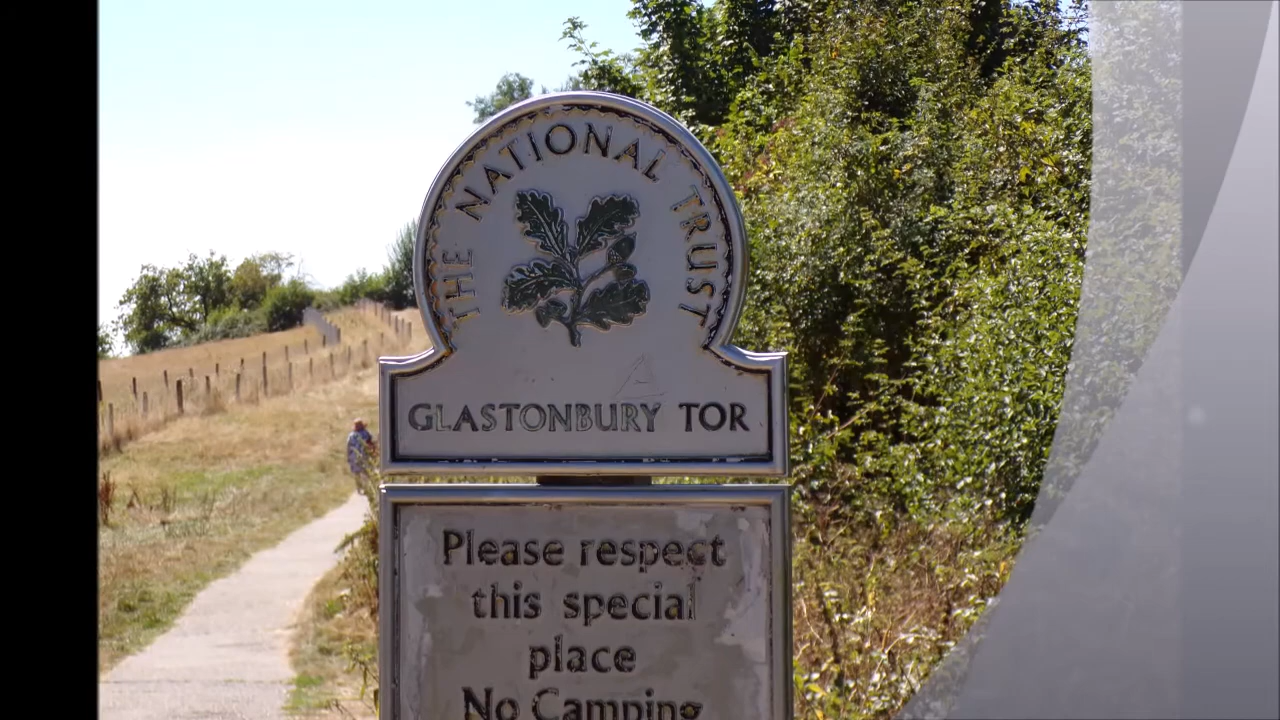 THE NATIONAL TRUST
GLASTONBURY TOR
Please respect
this special
place
No Camping